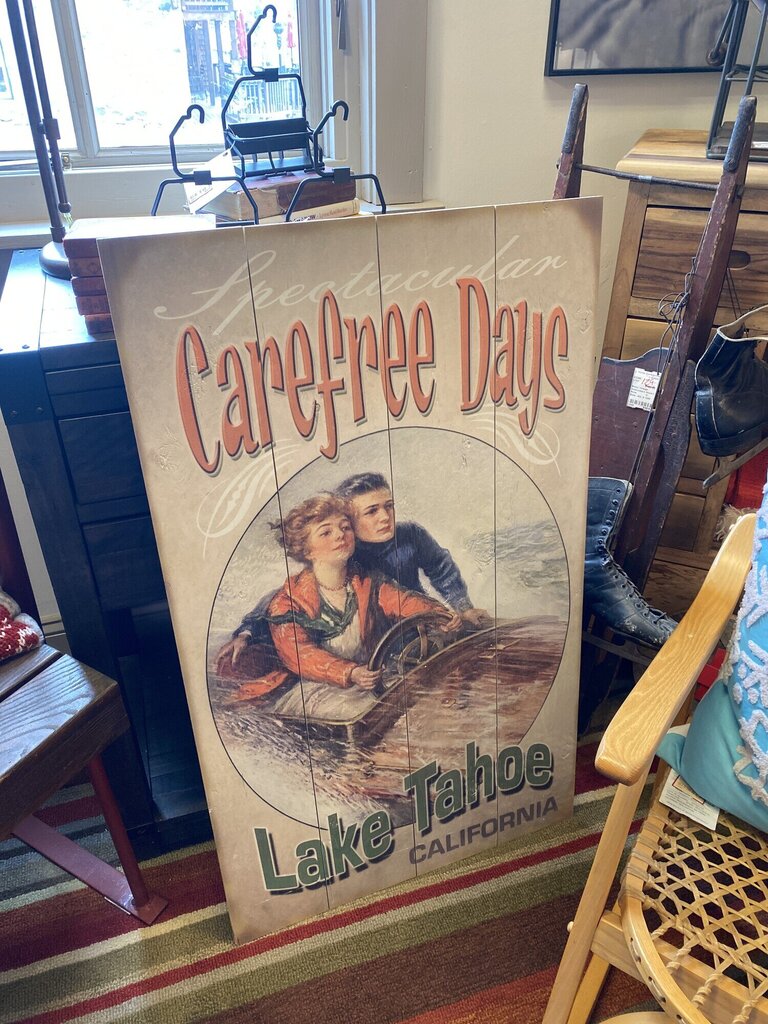 Spectacular
Carefree Days
Lake Tahoe
CALIFORNIA